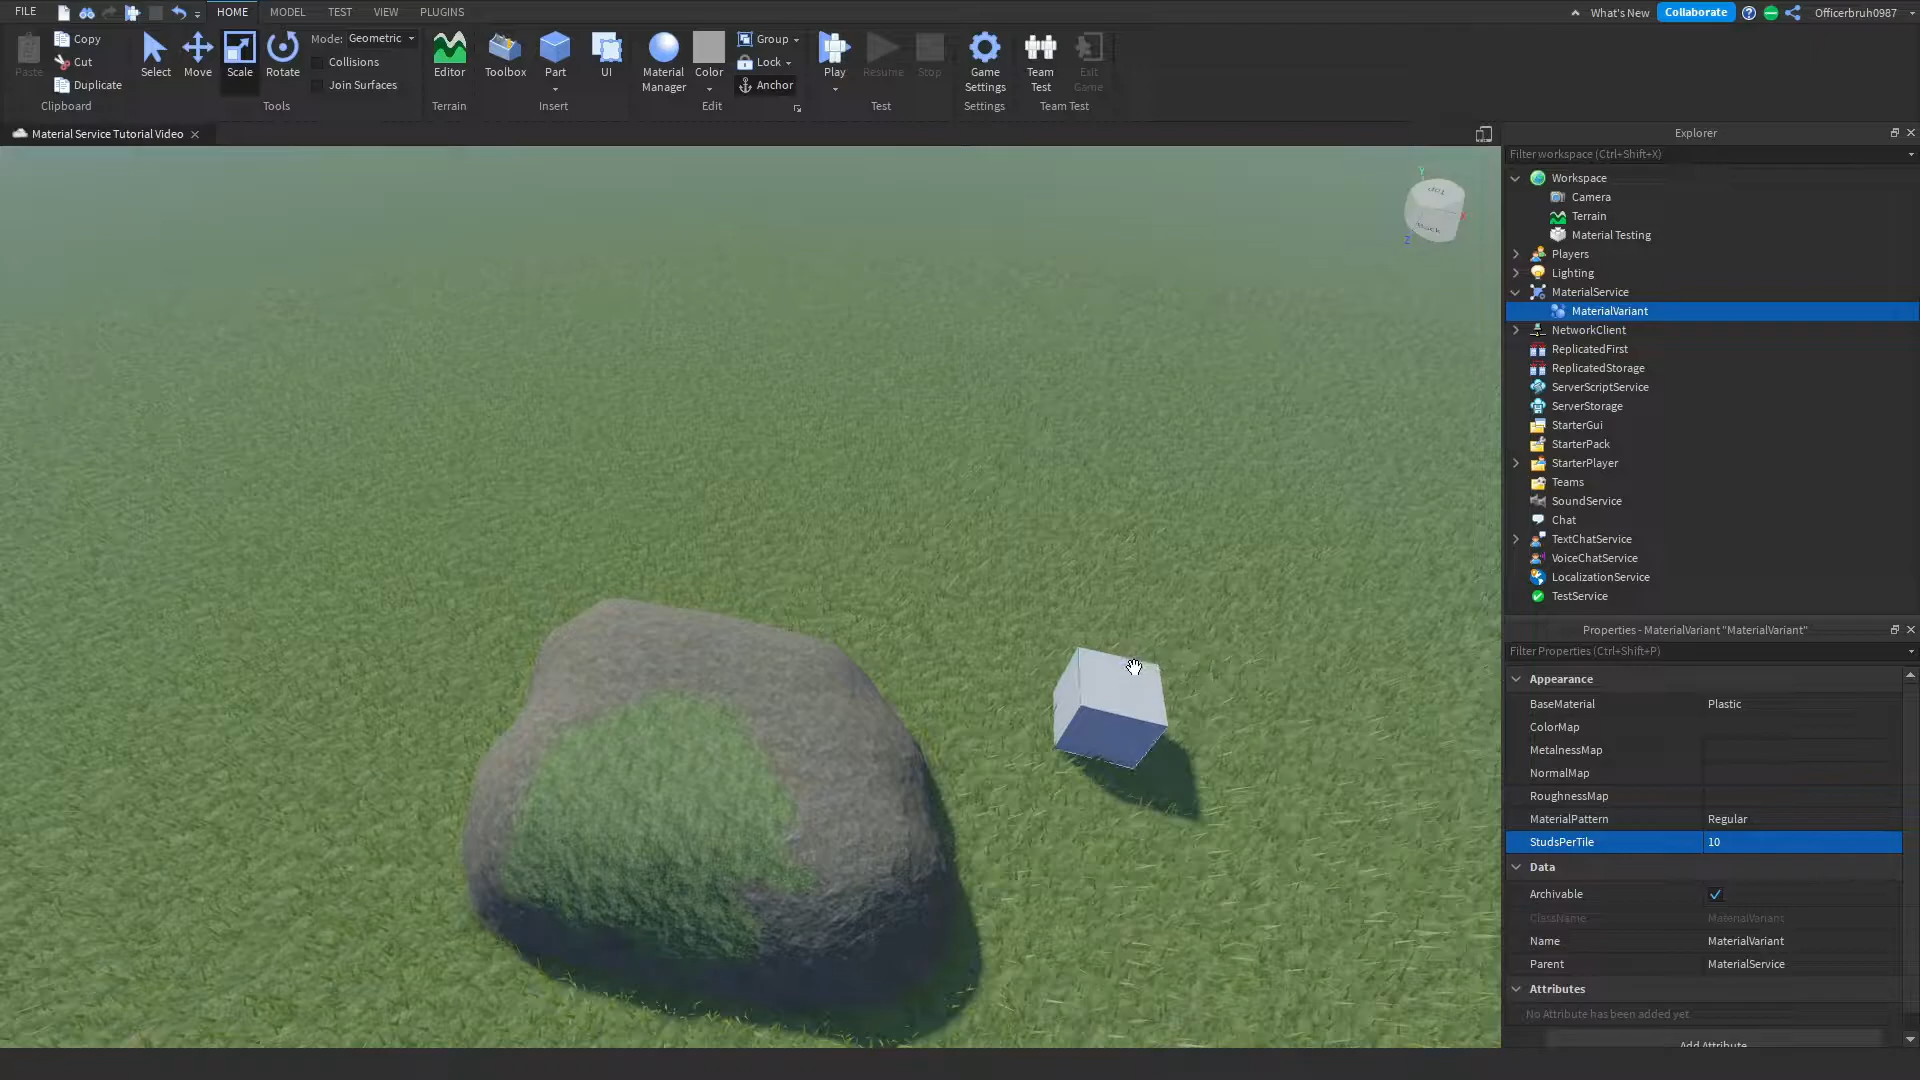 FILE HOME MODEL TEST VIEW PLUGINS What's New Collaborate Officerbruh0987
Paste Copy Cut Duplicate Clipboard
Select Move Scale Rotate Mode: Geometric Collisions Join Surfaces Tools
Editor Terrain
Toolbox Part UI Insert
Material Manager Color Group Lock Anchor Edit
Play Resume Stop Test
Game Settings Settings
Team Test Exit Game Team Test
Material Service Tutorial Video
Top
Back
Y
X
Z
Explorer
Filter workspace (Ctrl+Shift+X)
Workspace
Camera
Terrain
Material Testing
Players
Lighting
MaterialService
MaterialVariant
NetworkClient
ReplicatedFirst
ReplicatedStorage
ServerScriptService
ServerStorage
StarterGui
StarterPack
StarterPlayer
Teams
SoundService
Chat
TextChatService
VoiceChatService
LocalizationService
TestService
Properties - MaterialVariant "MaterialVariant"
Filter Properties (Ctrl+Shift+P)
Appearance
BaseMaterial Plastic
ColorMap
MetalnessMap
NormalMap
RoughnessMap
MaterialPattern Regular
StudsPerTile 10
Data
Archivable
ClassName MaterialVariant
Name MaterialVariant
Parent MaterialService
Attributes
No Attribute has been added yet
Add Attribute